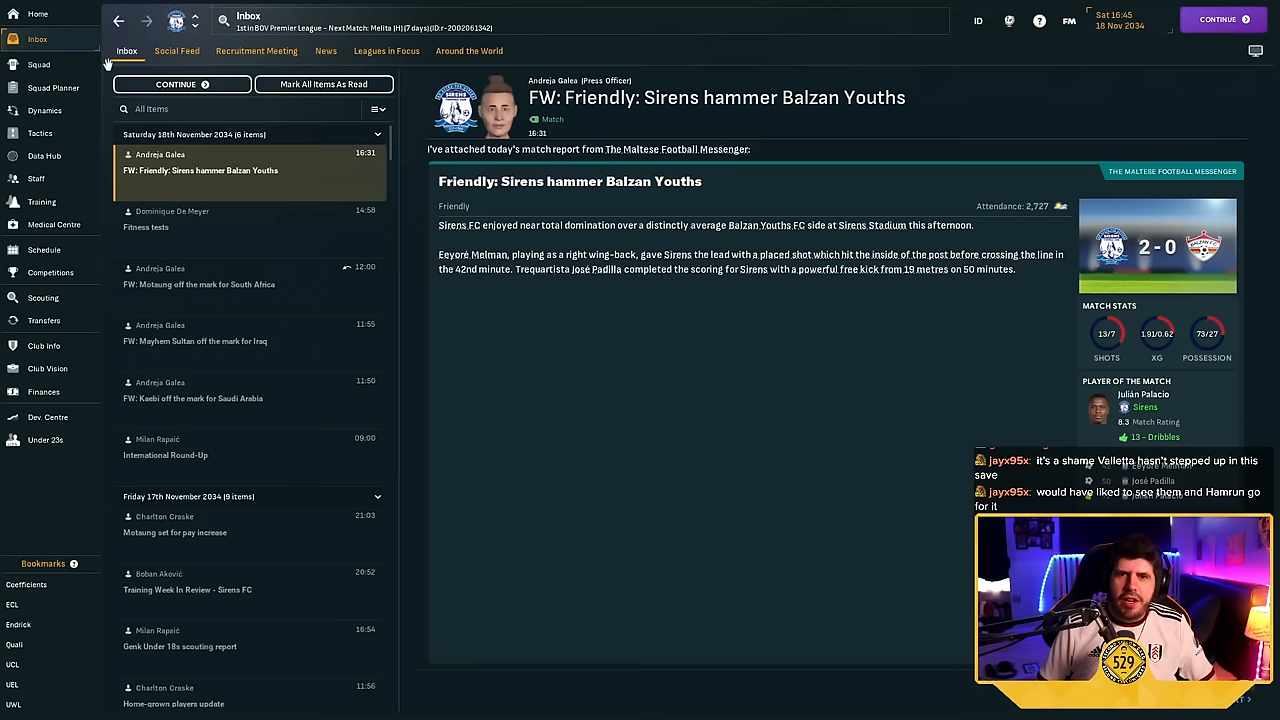 Home
Inbox
Squad
Squad Planner
Dynamics
Tactics
Data Hub
Staff
Training
Medical Centre
Schedule
Competitions
Scouting
Transfers
Club Info
Club Vision
Finances
Dev. Centre
Under 23s
Bookmarks ?
Coefficients
ECL
Endrick
Quali
UCL
UEL
UWL
Inbox
1st in BOV Premier League - Next Match: Melita (H) (7 days) (ID:r-2002061342)
ID
?
FM
Sat 16:45
18 Nov 2034
CONTINUE
Inbox
Social Feed
Recruitment Meeting
News
Leagues in Focus
Around the World
CONTINUE
Mark All Items As Read
All Items
Saturday 18th November 2034 (6 items)
Andreja Galea 16:31
FW: Friendly: Sirens hammer Balzan Youths
Dominique De Meyer 14:58
Fitness tests
Andreja Galea 12:00
FW: Motaung off the mark for South Africa
Andreja Galea 11:55
FW: Mayhem Sultan off the mark for Iraq
Andreja Galea 11:50
FW: Kaebi off the mark for Saudi Arabia
Milan Rapaić 09:00
International Round-Up
Friday 17th November 2034 (9 items)
Charlton Craske 21:03
Motaung set for pay increase
Boban Aković 20:52
Training Week In Review - Sirens FC
Milan Rapaić 16:54
Genk Under 18s scouting report
Charlton Craske 11:56
Home-grown players update
Andreja Galea (Press Officer)
FW: Friendly: Sirens hammer Balzan Youths
Match
16:31
I've attached today's match report from The Maltese Football Messenger:
THE MALTESE FOOTBALL MESSENGER
Friendly: Sirens hammer Balzan Youths
Friendly
Attendance: 2,727
Sirens FC enjoyed near total domination over a distinctly average Balzan Youths FC side at Sirens Stadium this afternoon.
Eeyore Melman, playing as a right wing-back, gave Sirens the lead with a placed shot which hit the inside of the post before crossing the line in
the 42nd minute. Trequartista José Padilla completed the scoring for Sirens with a powerful free kick from 19 metres on 50 minutes.
2 - 0
MATCH STATS
13/7
1.91/0.62
73/27
SHOTS
XG
POSSESSION
PLAYER OF THE MATCH
Julián Palacio
Sirens
8.3 Match Rating
13 - Dribbles
Eeyore Melman
50 José Padilla
jayx95x: it's a shame Valletta hasn't stepped up in this
save
jayx95x: would have liked to see them and Hamrun go
for it
529